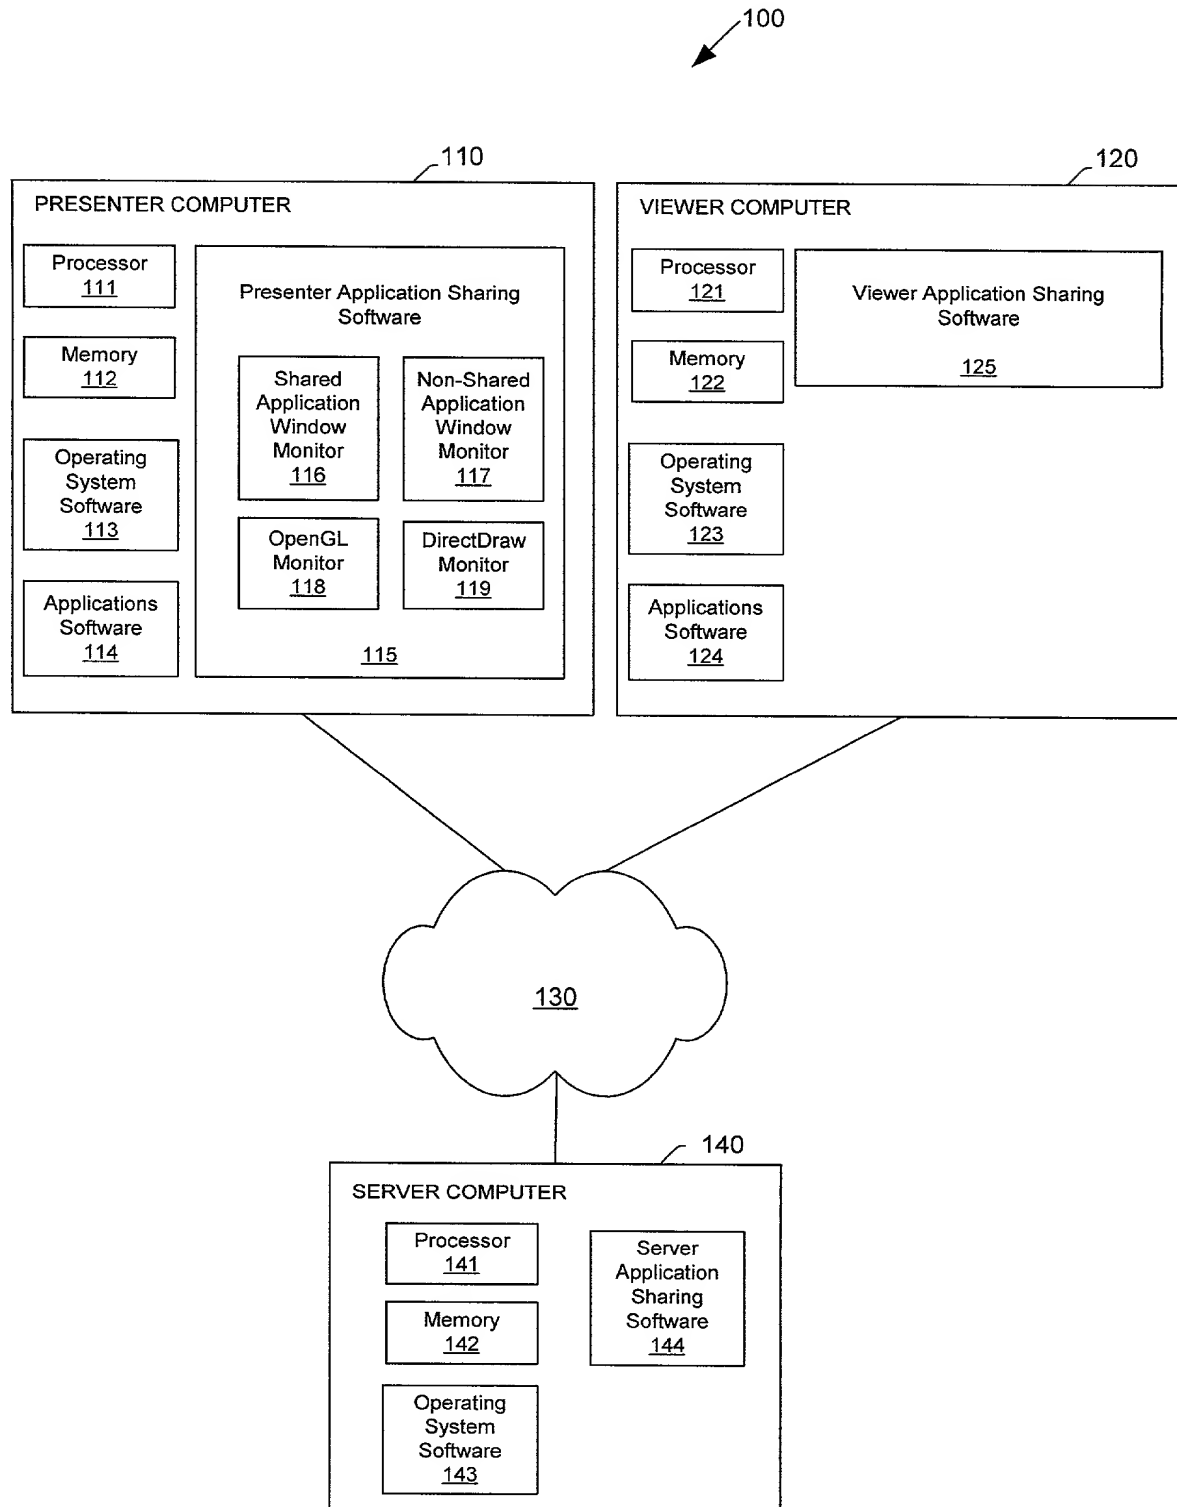 100
110
PRESENTER COMPUTER
Processor
111
Memory
112
Operating
System
Software
113
Applications
Software
114
Presenter Application Sharing
Software
Shared
Application
Window
Monitor
116
Non-Shared
Application
Window
Monitor
117
OpenGL
Monitor
118
DirectDraw
Monitor
119
115
120
VIEWER COMPUTER
Processor
121
Memory
122
Operating
System
Software
123
Applications
Software
124
Viewer Application Sharing
Software
125
130
140
SERVER COMPUTER
Processor
141
Memory
142
Operating
System
Software
143
Server
Application
Sharing
Software
144